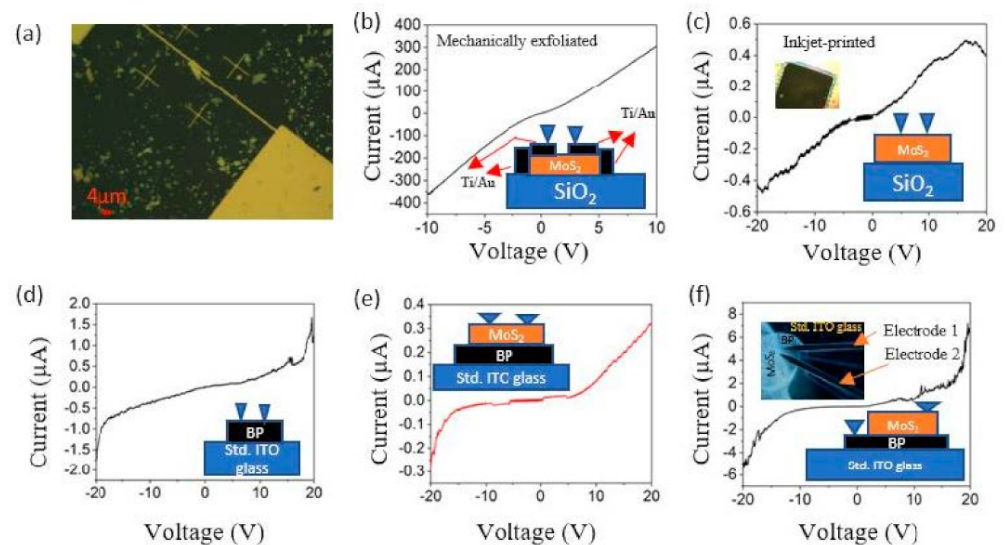 (a)
4μm
(b)
Mechanically exfoliated
Current (μA)
400
300
200
100
0
-100
-200
-300
-400
Ti/Au
Ti/Au
MoS2
SiO2
-10
-5
0
5
10
Voltage (V)
(c)
Inkjet-printed
Current (μA)
0.6
0.4
0.2
0.0
-0.2
-0.4
-0.6
MoS2
SiO2
-20
-10
0
10
20
Voltage (V)
(d)
Current (μA)
2.0
1.5
1.0
0.5
0.0
-0.5
-1.0
-1.5
-2.0
BP
Std. ITO
glass
-20
-10
0
10
20
Voltage (V)
(e)
Current (μA)
0.4
0.3
0.2
0.1
0.0
-0.1
-0.2
-0.3
MoS2
BP
Std. ITC glass
-20
-10
0
10
20
Voltage (V)
(f)
Current (μA)
8
6
4
2
0
-2
-4
-6
Std. ITO glass
BP
MoS2
Electrode 1
Electrode 2
MoS2
BP
Std. ITO glass
-20
-10
0
10
20
Voltage (V)